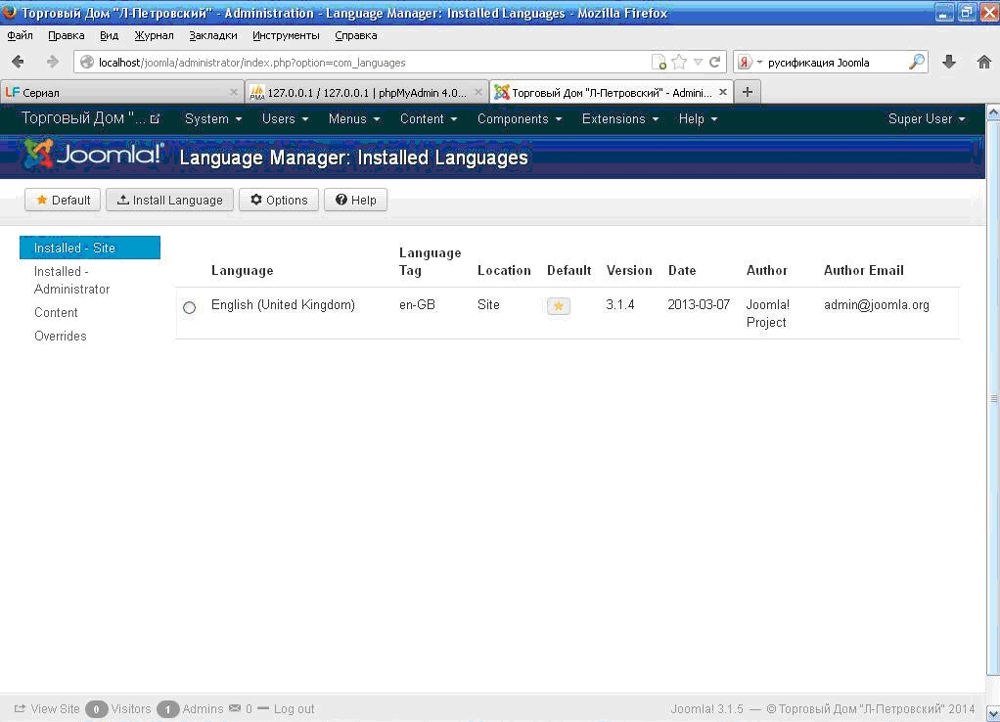 Торговый Дом "Л-Петровский" - Administration - Language Manager: Installed Languages - Mozilla Firefox
Файл Правка Вид Журнал Закладки Инструменты Справка
localhost/joomla/administrator/index.php?option=com_languages русификация Joomla
LF Сериал 127.0.0.1 / 127.0.0.1 | phpMyAdmin 4.0... Торговый Дом "Л-Петровский" - Admini...
Торговый Дом "... System Users Menus Content Components Extensions Help Super User
Joomla! Language Manager: Installed Languages
Default Install Language Options Help
Installed - Site
Installed - Administrator
Content
Overrides
Language Language Tag Location Default Version Date Author Author Email
English (United Kingdom) en-GB Site 3.1.4 2013-03-07 Joomla! Project admin@joomla.org
View Site 0 Visitors 1 Admins 0 Log out Joomla! 3.1.5 — © Торговый Дом "Л-Петровский" 2014